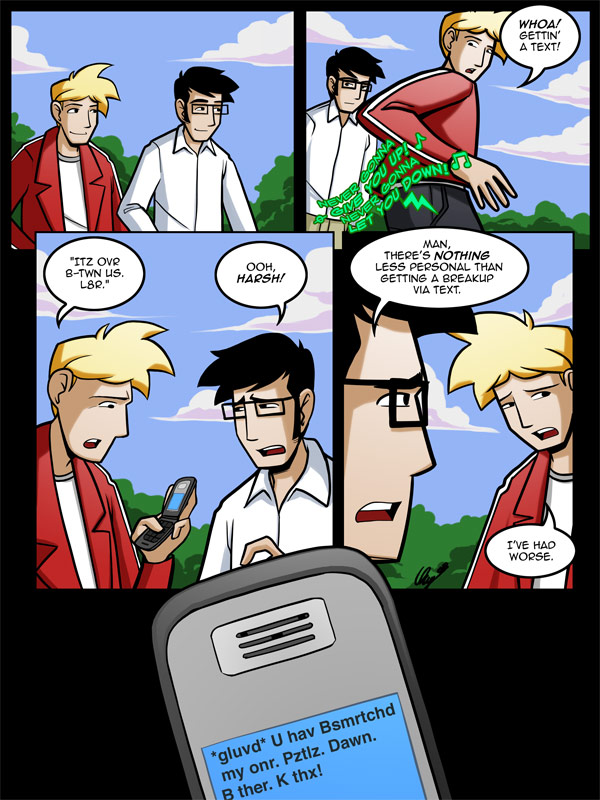 WHOA!
GETTIN'
A TEXT!
NEVER GONNA
GIVE YOU UP!
NEVER GONNA
LET YOU DOWN!
"ITZ OVR
B-TWN US.
L8R."
OOH,
HARSH!
MAN,
THERE'S NOTHING
LESS PERSONAL THAN
GETTING A BREAKUP
VIA TEXT.
I'VE HAD
WORSE.
*gluvd* U hav Bsmrtchd
my onr. Pztlz. Dawn.
B ther. K thx!